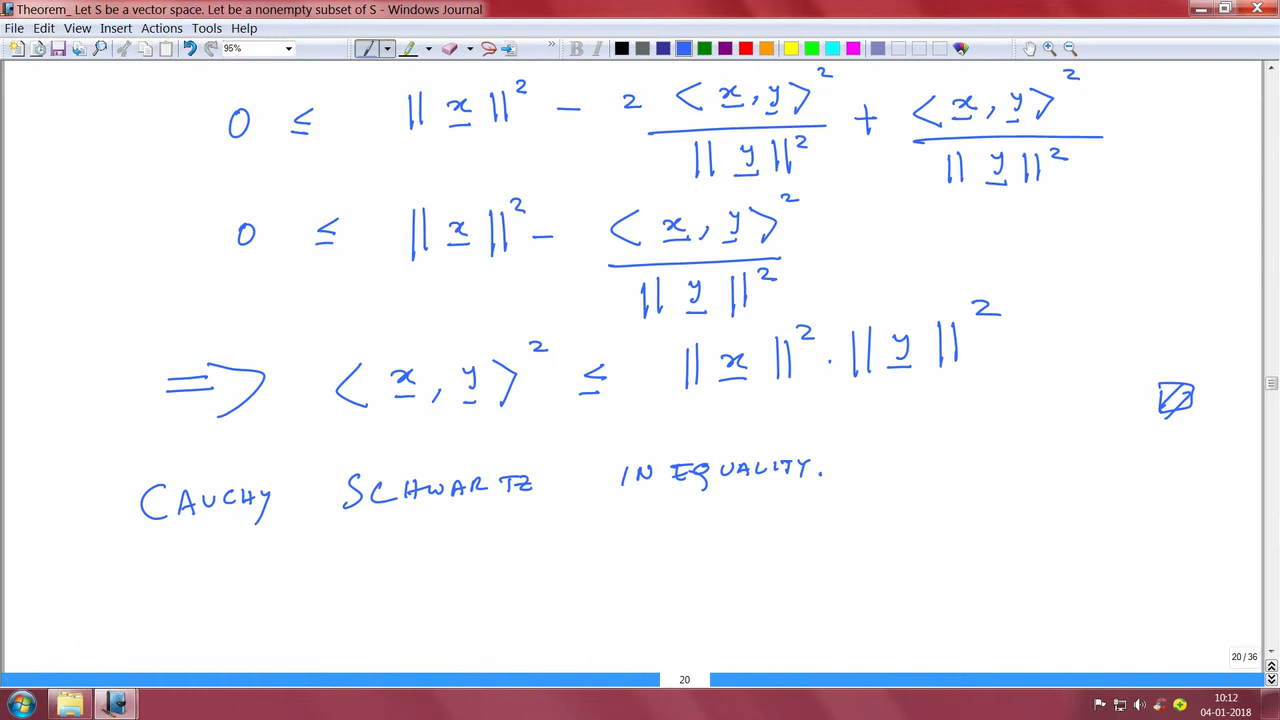 Theorem_ Let S be a vector space. Let be a nonempty subset of S - Windows Journal
File Edit View Insert Actions Tools Help
95%
0 ≤ ||x̲||² - 2 <x̲, y̲>² / ||y̲||² + <x̲, y̲>² / ||y̲||²
0 ≤ ||x̲||² - <x̲, y̲>² / ||y̲||²
⇒ <x̲, y̲>² ≤ ||x̲||² · ||y̲||²
CAUCHY SCHWARTZ INEQUALITY.
20 / 36
20
10:12
04-01-2018